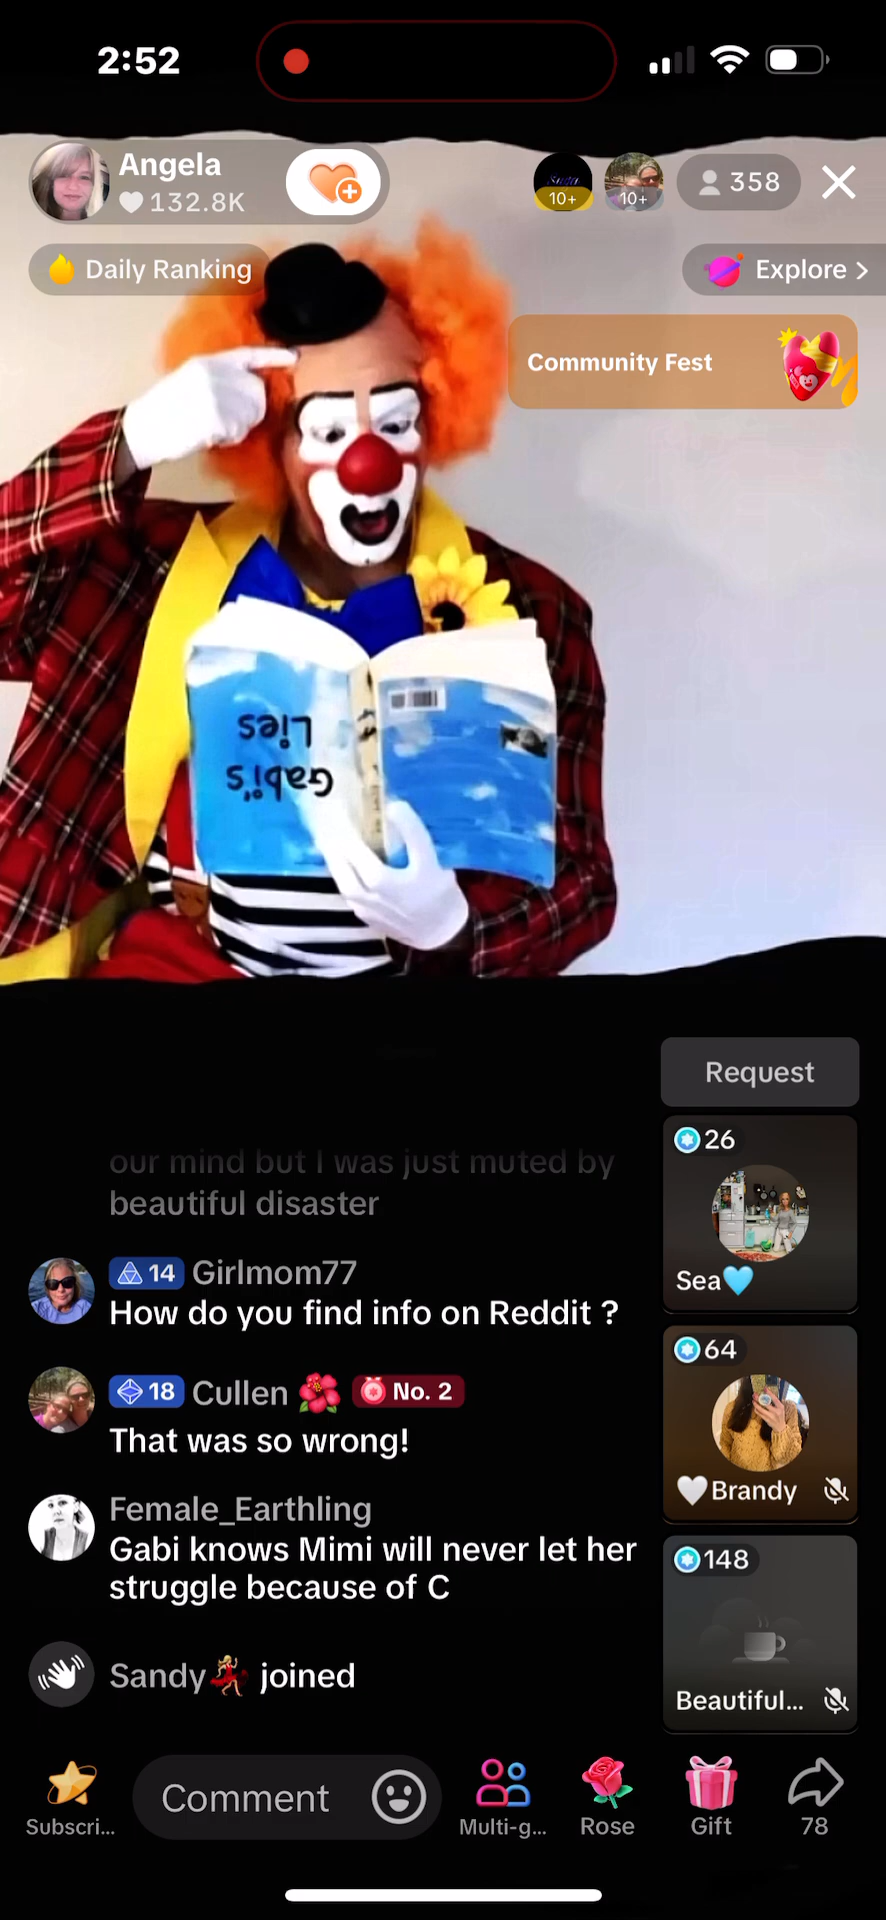 2:52
Angela
132.8K
Suga
10+
10+
358
Daily Ranking
Explore >
Community Fest
Gabi's
Lies
Request
our mind but I was just muted by
beautiful disaster
26
Sea🩵
14 Girlmom77
How do you find info on Reddit ?
18 Cullen 🌺 No. 2
That was so wrong!
64
🤍Brandy
Female_Earthling
Gabi knows Mimi will never let her
struggle because of C
148
Beautiful...
Sandy💃 joined
Subscri...
Comment
Multi-g...
Rose
Gift
78